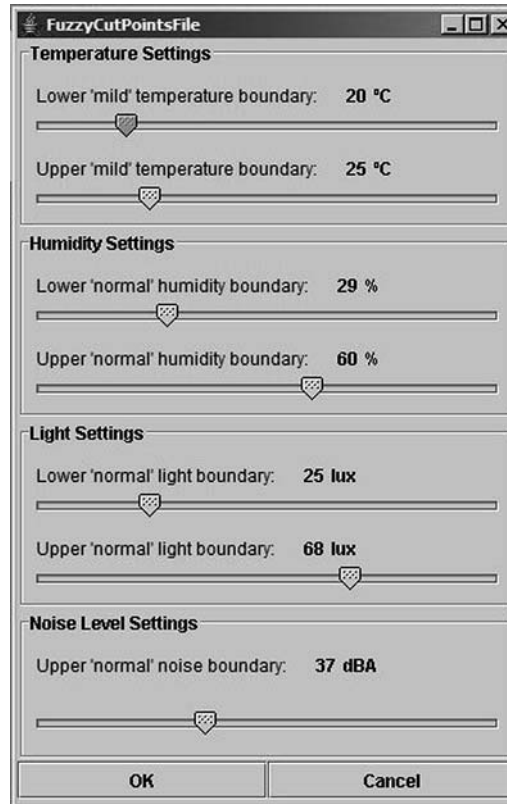 FuzzyCutPointsFile
Temperature Settings
Lower 'mild' temperature boundary: 20 ºC
Upper 'mild' temperature boundary: 25 ºC
Humidity Settings
Lower 'normal' humidity boundary: 29 %
Upper 'normal' humidity boundary: 60 %
Light Settings
Lower 'normal' light boundary: 25 lux
Upper 'normal' light boundary: 68 lux
Noise Level Settings
Upper 'normal' noise boundary: 37 dBA
OK Cancel